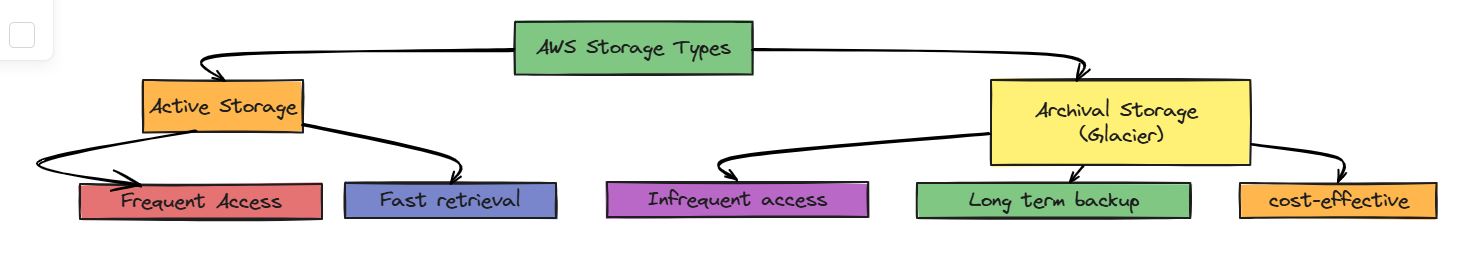 AWS Storage Types
Active Storage
Archival Storage
(Glacier)
Frequent Access
Fast retrieval
Infrequent access
Long term backup
cost-effective